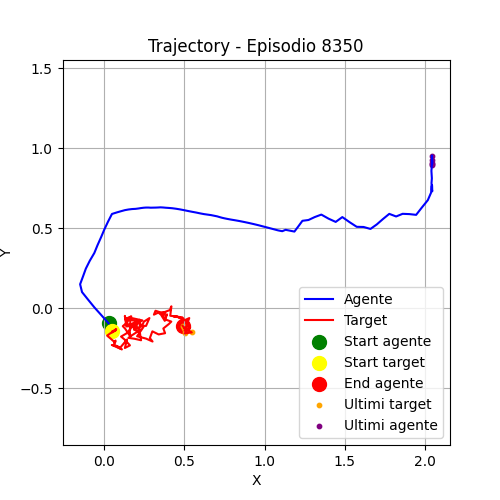 Trajectory - Episodio 8350
1.5
1.0
0.5
0.0
−0.5
Y
0.0
0.5
1.0
1.5
2.0
X
Agente
Target
Start agente
Start target
End agente
Ultimi target
Ultimi agente